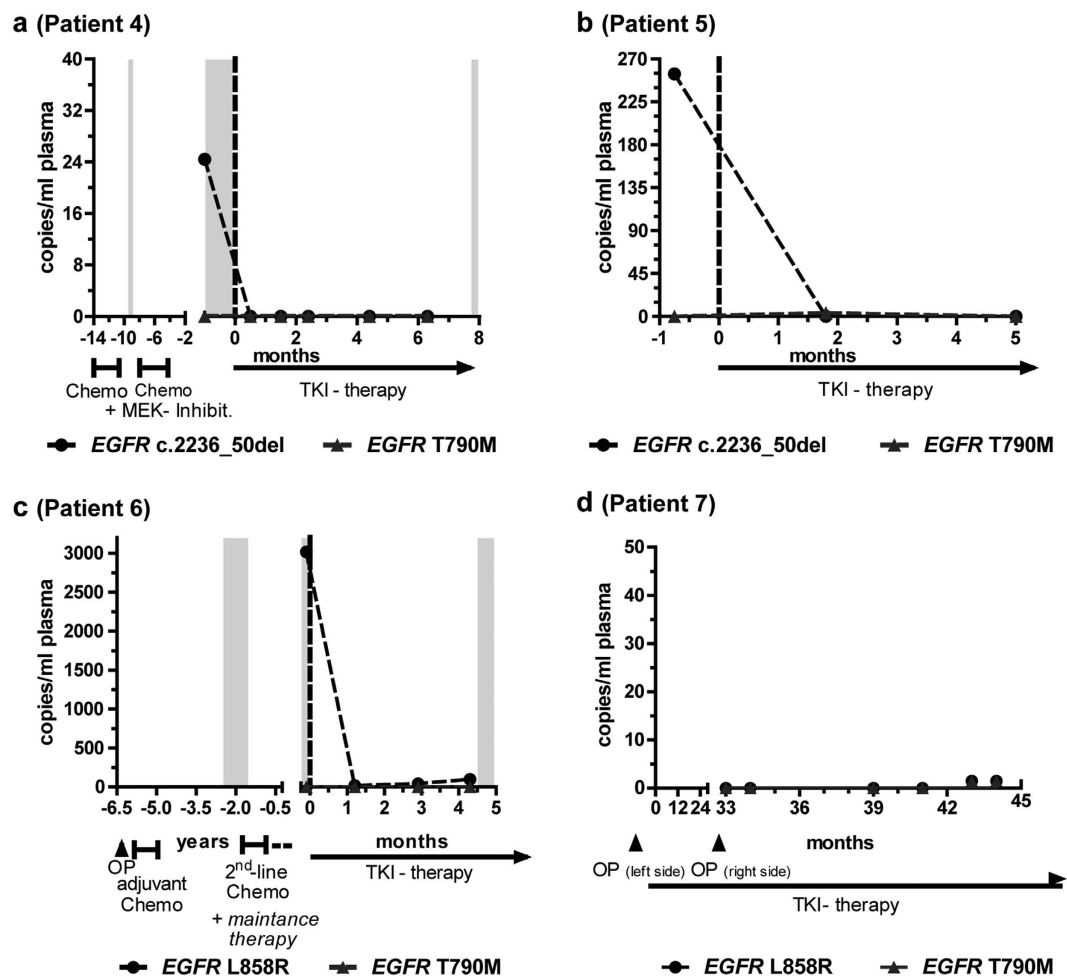 a (Patient 4)
copies/ml plasma
40
32
24
16
8
0
-14 -10 -6 -2 0 2 4 6 8
months
Chemo Chemo
+ MEK- Inhibit.
TKI - therapy
EGFR c.2236_50del EGFR T790M
b (Patient 5)
copies/ml plasma
270
225
180
135
90
45
0
-1 0 1 2 3 4 5
months
TKI - therapy
EGFR c.2236_50del EGFR T790M
c (Patient 6)
copies/ml plasma
3000
2500
2000
1500
1000
500
0
-6.5 -5.0 -3.5 -2.0 -0.5 0 1 2 3 4 5
years months
OP
adjuvant
Chemo
2nd-line
Chemo
+ maintance
therapy
TKI - therapy
EGFR L858R EGFR T790M
d (Patient 7)
copies/ml plasma
50
40
30
20
10
0
0 12 24 33 36 39 42 45
months
OP (left side) OP (right side)
TKI- therapy
EGFR L858R EGFR T790M